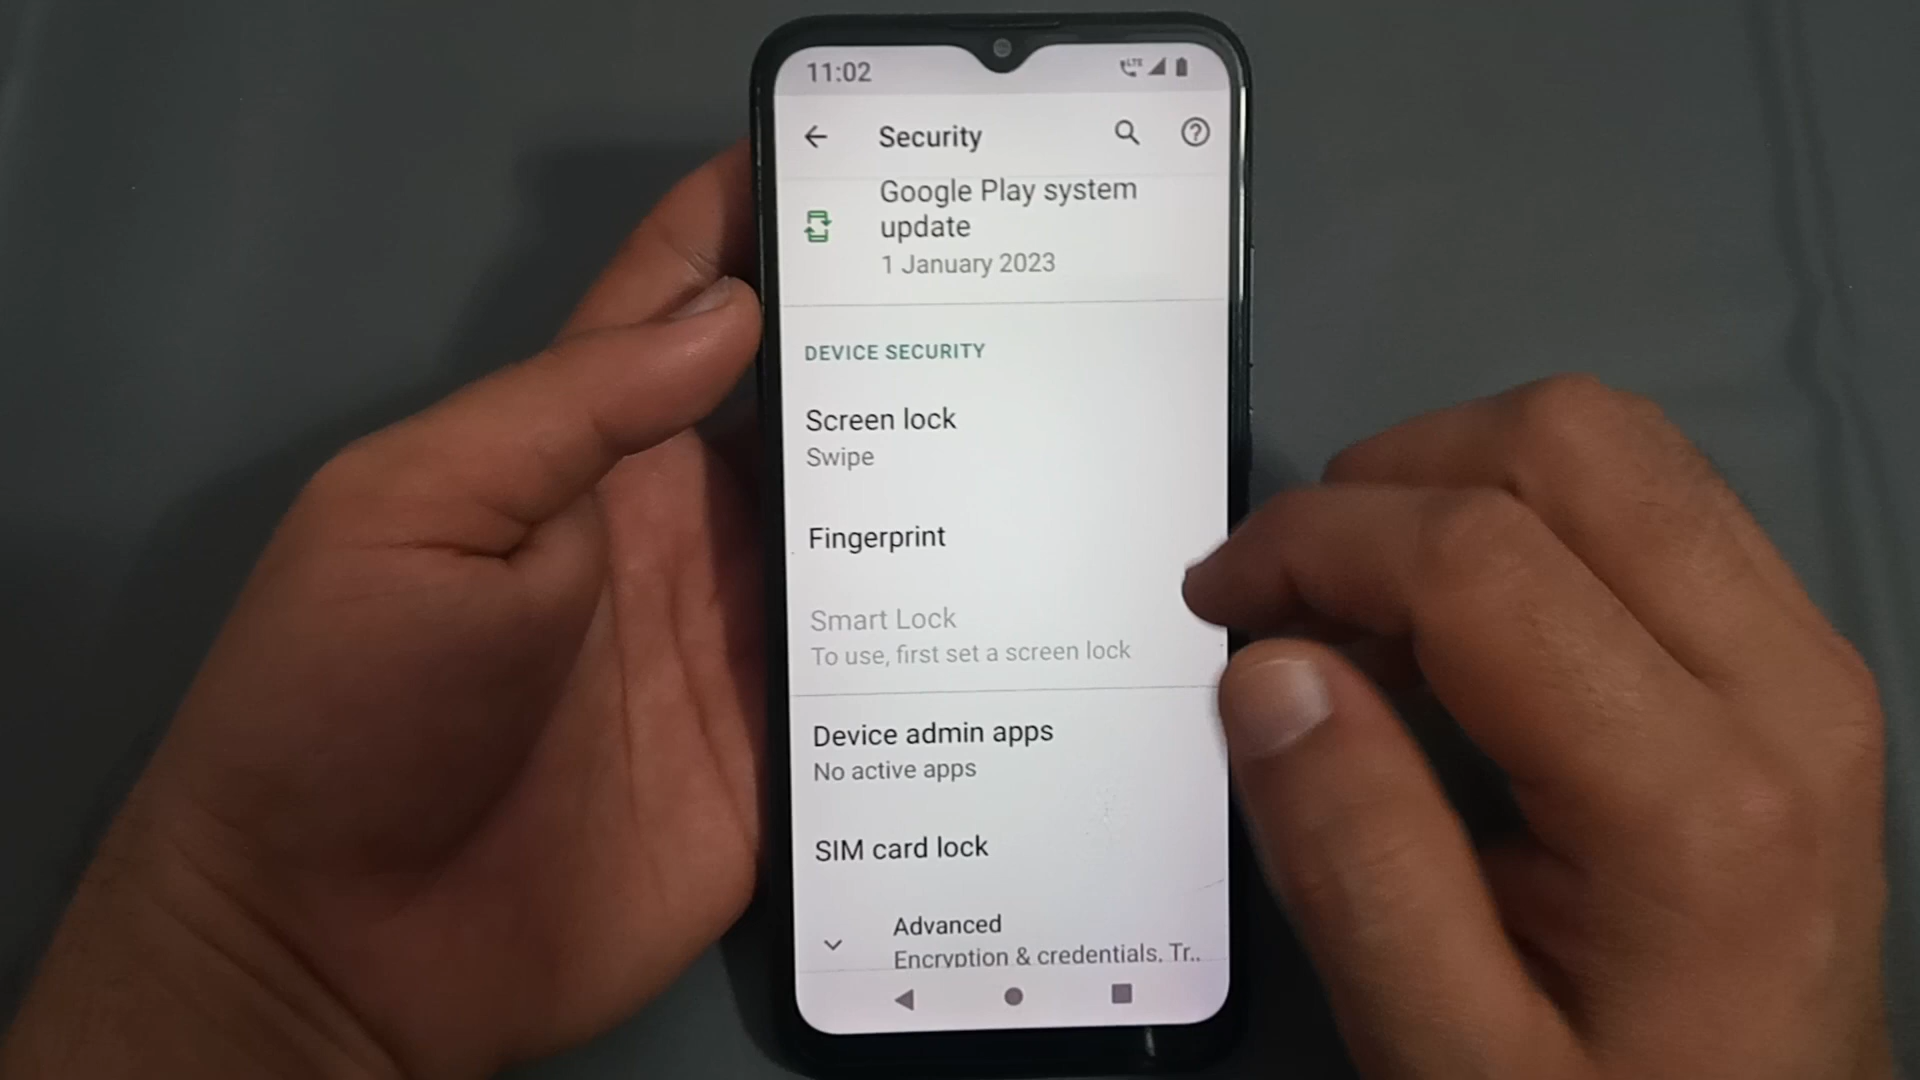 11:02
LTE
Security
Google Play system
update
1 January 2023
DEVICE SECURITY
Screen lock
Swipe
Fingerprint
Smart Lock
To use, first set a screen lock
Device admin apps
No active apps
SIM card lock
Advanced
Encryption & credentials, Tr..